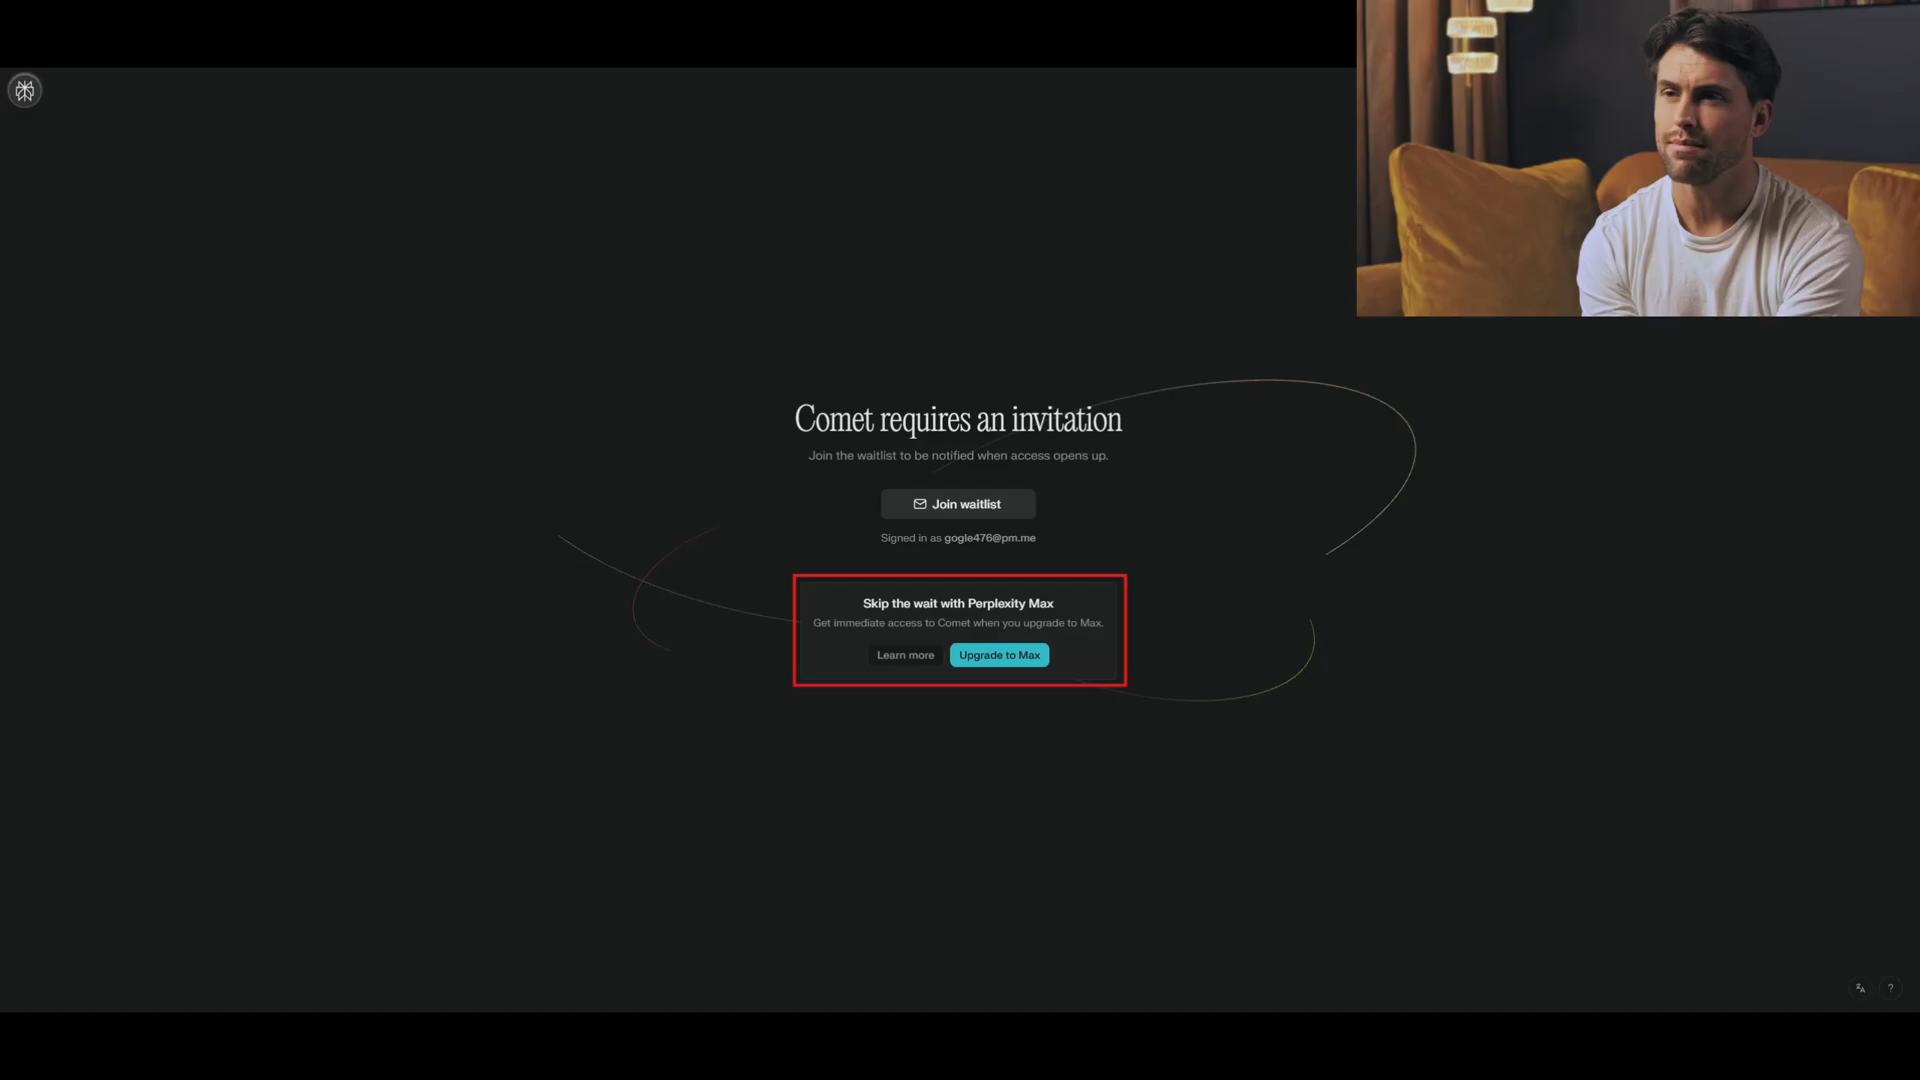 Comet requires an invitation
Join the waitlist to be notified when access opens up.
Join waitlist
Signed in as gogle476@pm.me
Skip the wait with Perplexity Max
Get immediate access to Comet when you upgrade to Max.
Learn more
Upgrade to Max
?